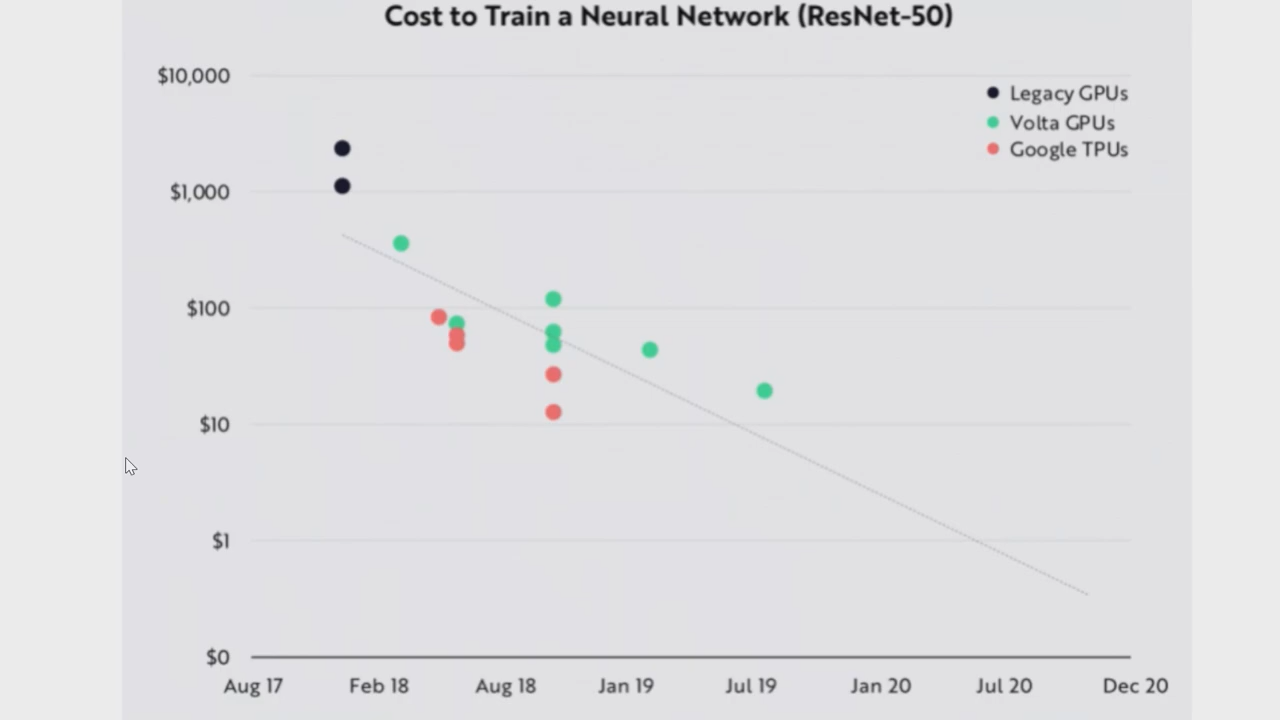 Cost to Train a Neural Network (ResNet-50)
$10,000
Legacy GPUs
Volta GPUs
Google TPUs
$1,000
$100
$10
$1
$0
Aug 17 Feb 18 Aug 18 Jan 19 Jul 19 Jan 20 Jul 20 Dec 20